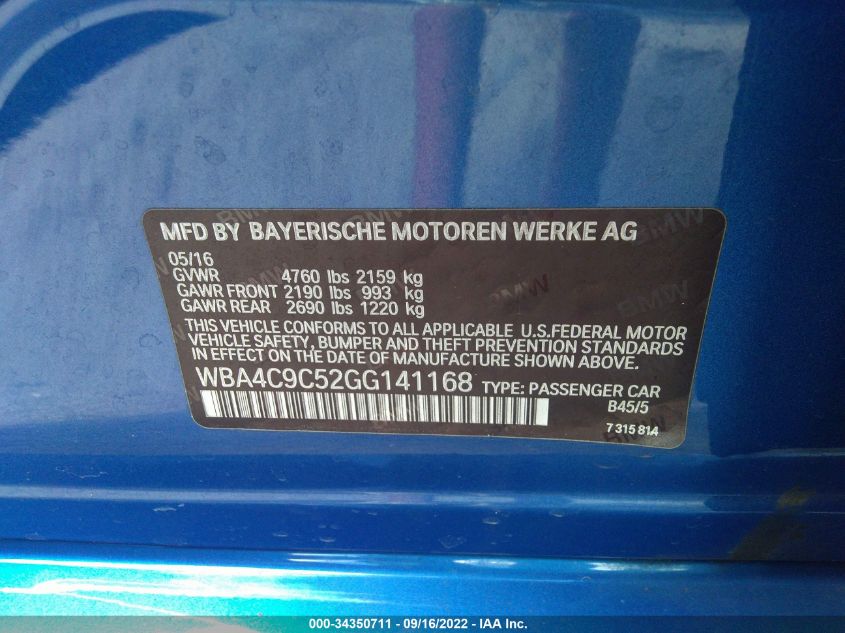 MFD BY BAYERISCHE MOTOREN WERKE AG
05/16
GVWR 4760 lbs 2159 kg
GAWR FRONT 2190 lbs 993 kg
GAWR REAR 2690 lbs 1220 kg
THIS VEHICLE CONFORMS TO ALL APPLICABLE U.S.FEDERAL MOTOR
VEHICLE SAFETY, BUMPER AND THEFT PREVENTION STANDARDS
IN EFFECT ON THE DATE OF MANUFACTURE SHOWN ABOVE.
WBA4C9C52GG141168 TYPE: PASSENGER CAR
B45/5
7315814
000-34350711 - 09/16/2022 - IAA Inc.